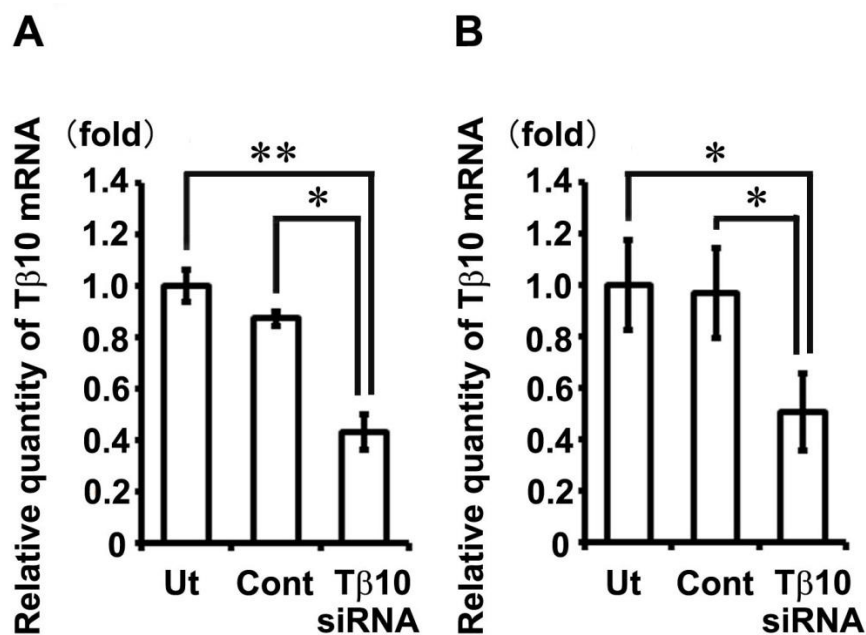 A
Relative quantity of Tβ10 mRNA
(fold)
**
*
1.4
1.2
1.0
0.8
0.6
0.4
0.2
0
Ut Cont Tβ10
siRNA
B
Relative quantity of Tβ10 mRNA
(fold)
*
*
1.4
1.2
1.0
0.8
0.6
0.4
0.2
0
Ut Cont Tβ10
siRNA